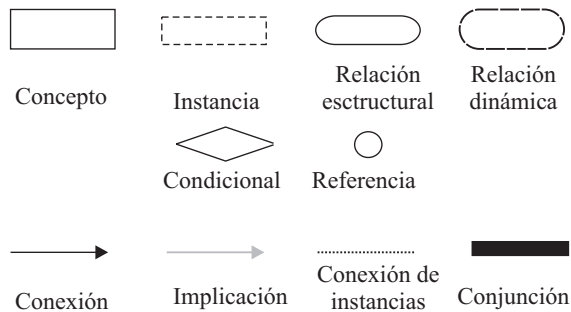 Concepto
Instancia
Relación
esctructural
Relación
dinámica
Condicional
Referencia
Conexión
Implicación
Conexión de
instancias
Conjunción